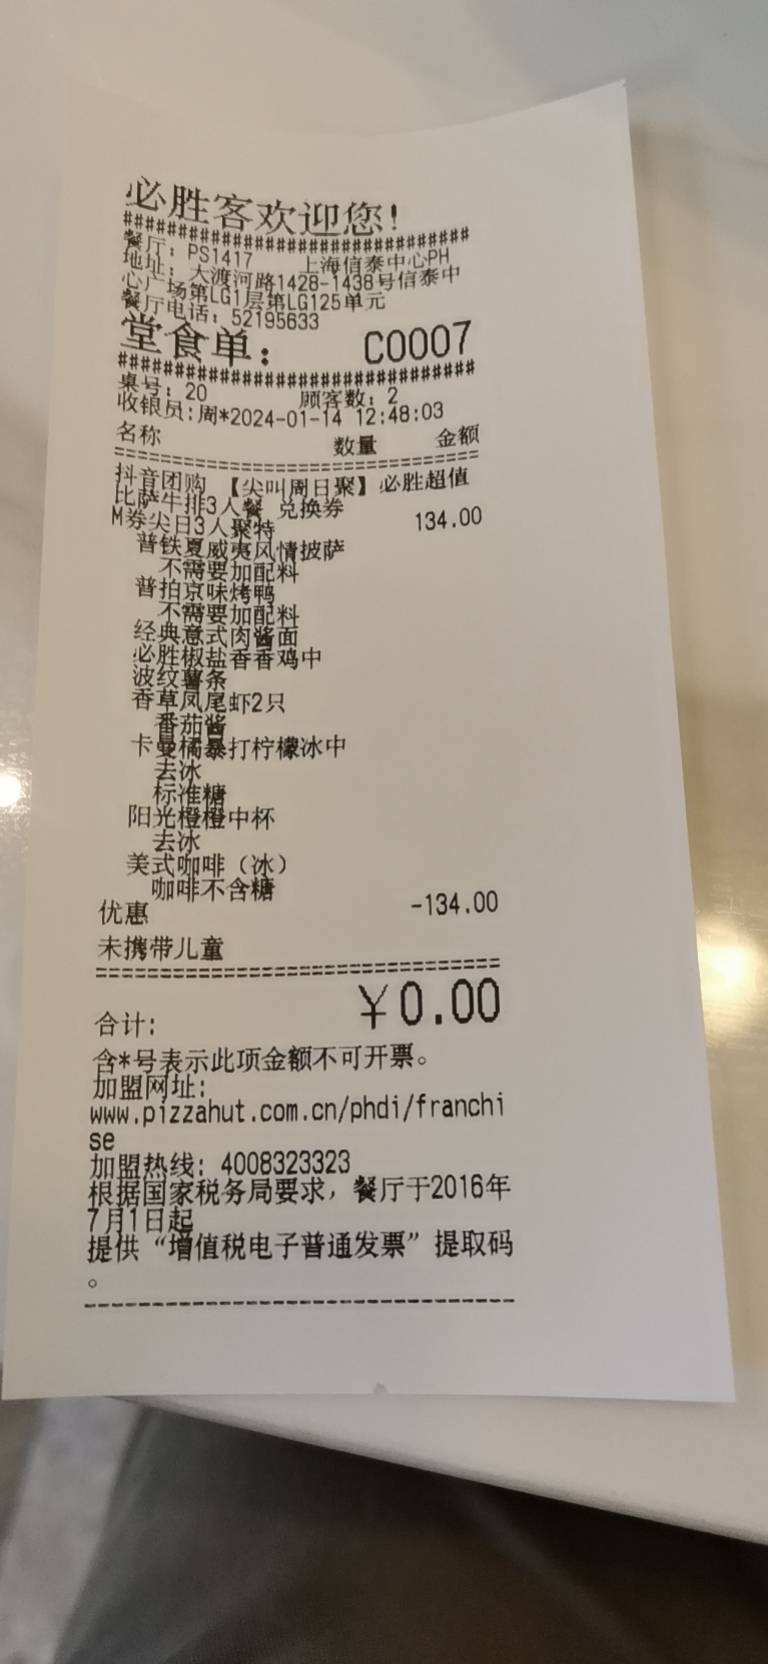 必胜客欢迎您!
################################
餐厅: PS1417 上海信泰中心PH
地址: 大渡河路1428-1438号信泰中
心广场第LG1层第LG125单元
餐厅电话: 52195633
堂食单: C0007
################################
桌号: 20 顾客数: 2
收银员:周*2024-01-14 12:48:03
名称 数量 金额
================================
抖音团购 【尖叫周日聚】必胜超值
比萨牛排3人餐 兑换券
M券尖日3人聚特 134.00
普铁夏威夷风情披萨
不需要加配料
普拍京味烤鸭
不需要加配料
经典意式肉酱面
必胜椒盐香香鸡中
波纹薯条
香草凤尾虾2只
番茄酱
卡曼橘暴打柠檬冰中
去冰
标准糖
阳光橙橙中杯
去冰
美式咖啡（冰）
咖啡不含糖
优惠 -134.00
未携带儿童
================================
合计: ¥0.00
含*号表示此项金额不可开票。
加盟网址:
www.pizzahut.com.cn/phdi/franchi
se
加盟热线: 4008323323
根据国家税务局要求, 餐厅于2016年
7月1日起
提供“增值税电子普通发票”提取码
。
--------------------------------